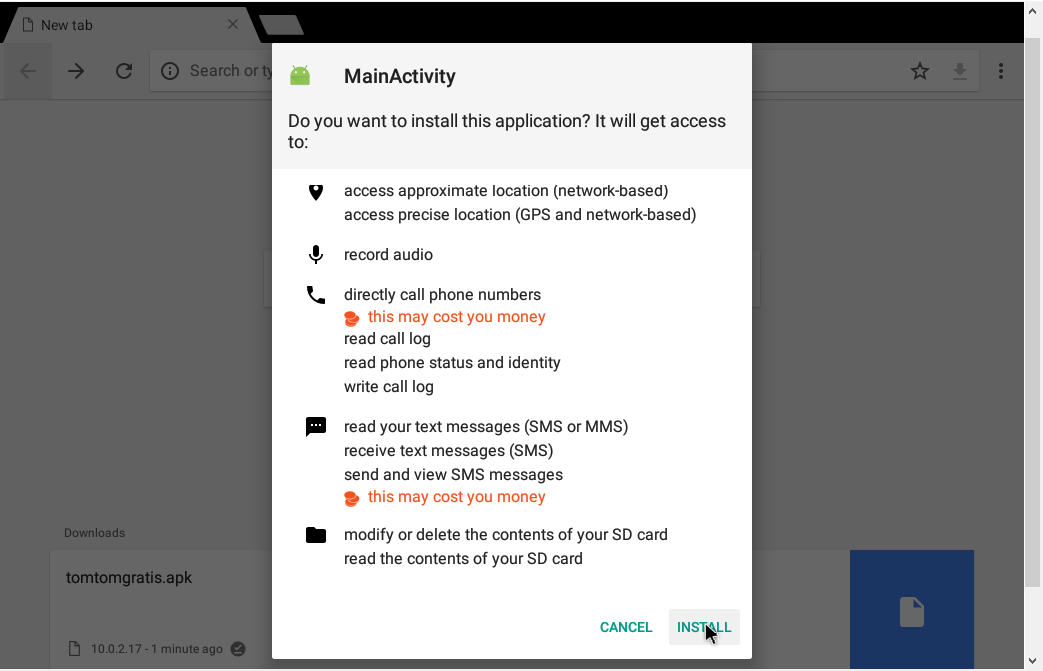 New tab
Search or ty
MainActivity
Do you want to install this application? It will get access
to:
access approximate location (network-based)
access precise location (GPS and network-based)
record audio
directly call phone numbers
this may cost you money
read call log
read phone status and identity
write call log
read your text messages (SMS or MMS)
receive text messages (SMS)
send and view SMS messages
this may cost you money
modify or delete the contents of your SD card
read the contents of your SD card
CANCEL INSTALL
Downloads
tomtomgratis.apk
10.0.2.17 - 1 minute ago